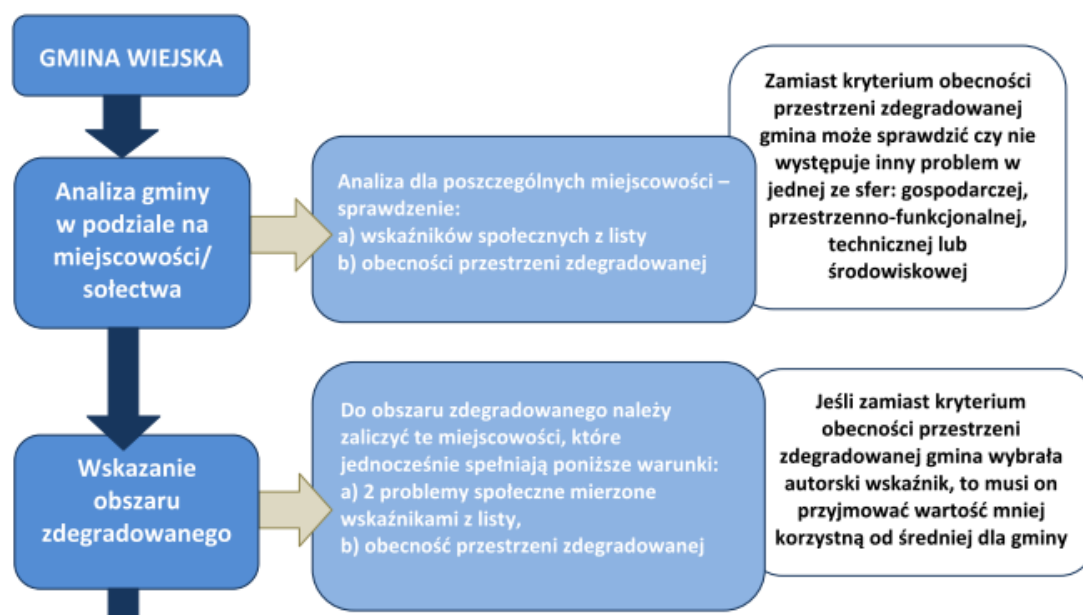 GMINA WIEJSKA
Analiza gminy
w podziale na
miejscowości/
sołectwa
Analiza dla poszczególnych miejscowości –
sprawdzenie:
a) wskaźników społecznych z listy
b) obecności przestrzeni zdegradowanej
Zamiast kryterium obecności
przestrzeni zdegradowanej
gmina może sprawdzić czy nie
występuje inny problem w
jednej ze sfer: gospodarczej,
przestrzenno-funkcjonalnej,
technicznej lub
środowiskowej
Wskazanie
obszaru
zdegradowanego
Do obszaru zdegradowanego należy
zaliczyć te miejscowości, które
jednocześnie spełniają poniższe warunki:
a) 2 problemy społeczne mierzone
wskaźnikami z listy,
b) obecność przestrzeni zdegradowanej
Jeśli zamiast kryterium
obecności przestrzeni
zdegradowanej gmina wybrała
autorski wskaźnik, to musi on
przyjmować wartość mniej
korzystną od średniej dla gminy